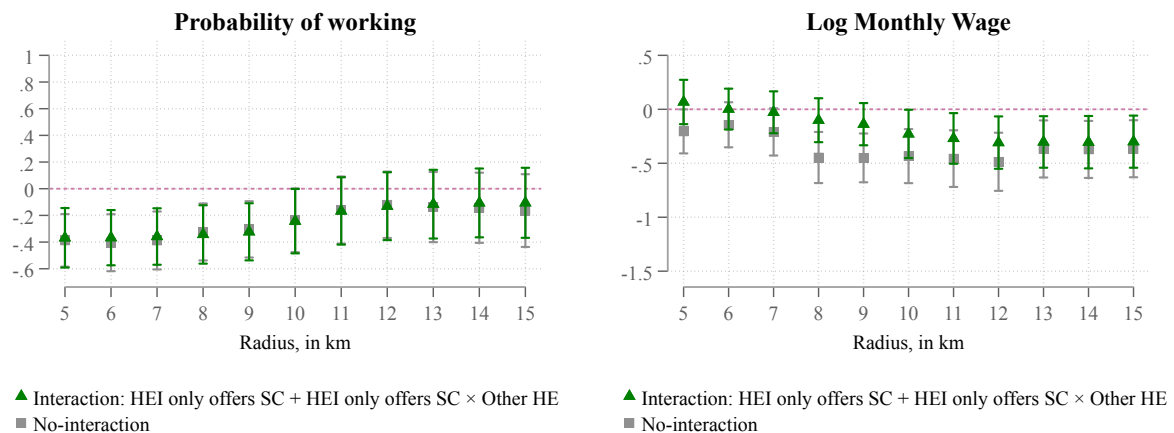 Probability of working
1
.8
.6
.4
.2
0
-.2
-.4
-.6
5 6 7 8 9 10 11 12 13 14 15
Radius, in km
▲ Interaction: HEI only offers SC + HEI only offers SC × Other HE
■ No-interaction
Log Monthly Wage
.5
0
-.5
-1
-1.5
5 6 7 8 9 10 11 12 13 14 15
Radius, in km
▲ Interaction: HEI only offers SC + HEI only offers SC × Other HE
■ No-interaction